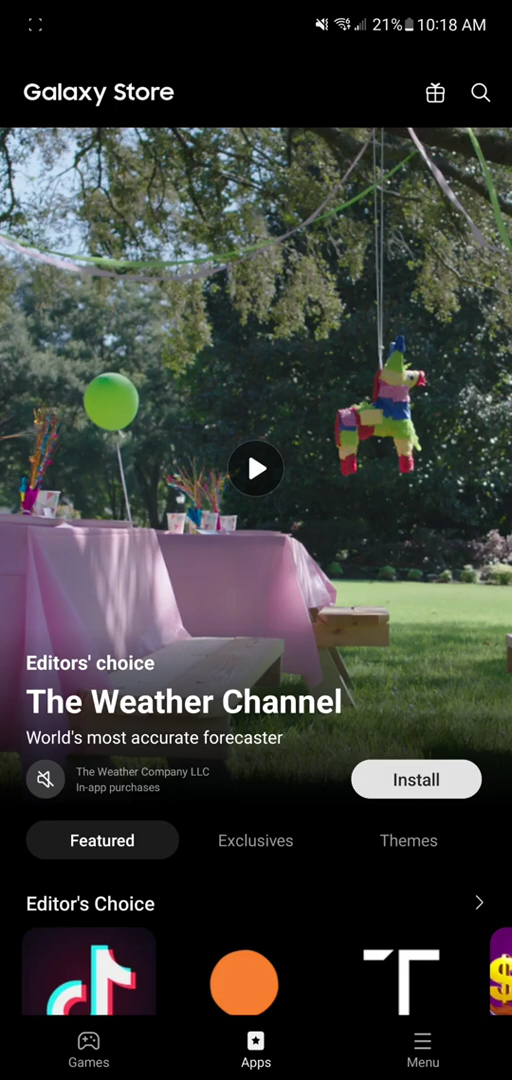 21% 10:18 AM
Galaxy Store
Editors' choice
The Weather Channel
World's most accurate forecaster
The Weather Company LLC
In-app purchases
Install
Featured
Exclusives
Themes
Editor's Choice
Games
Apps
Menu